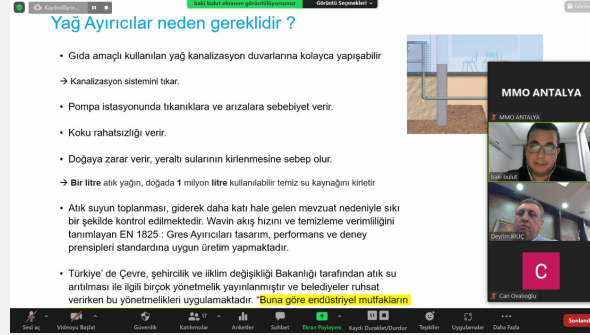 Kaydediliyor...
baki bulut ekranını görüntülüyorsunuz
Görüntü Seçenekleri
Yağ Ayırıcılar neden gereklidir ?
• Gıda amaçlı kullanılan yağ kanalizasyon duvarlarına kolayca yapışabilir
→ Kanalizasyon sistemini tıkar.
• Pompa istasyonunda tıkanıklara ve arızalara sebebiyet verir.
• Koku rahatsızlığı verir.
• Doğaya zarar verir, yeraltı sularının kirlenmesine sebep olur.
→ Bir litre atık yağın, doğada 1 milyon litre kullanılabilir temiz su kaynağını kirletir
• Atık suyun toplanması, giderek daha katı hale gelen mevzuat nedeniyle sıkı
bir şekilde kontrol edilmektedir. Wavin akış hızını ve temizleme verimliliğini
tanımlayan EN 1825 : Gres Ayırıcıları tasarım, performans ve deney
prensipleri standardına uygun üretim yapmaktadır.
• Türkiye' de Çevre, şehircilik ve iiklim değişikliği Bakanlığı tarafından atık su
arıtılması ile ilgili birçok yönetmelik yayınlanmıştır ve belediyeler ruhsat
verirken bu yönetmelikleri uygulamaktadır. "Buna göre endüstriyel mutfakların
MMO ANTALYA
MMO ANTALYA
baki bulut
Devrim KILIÇ
C
Can Ovalıoğlu
Sesi aç
Videoyu Başlat
Güvenlik
17
Katılımcılar
Anketler
Sohbet
Ekran Paylaşımı
Kaydı Duraklat/Durdur
Tepkiler
Uygulamalar
Daha Fazla
Sonlandı